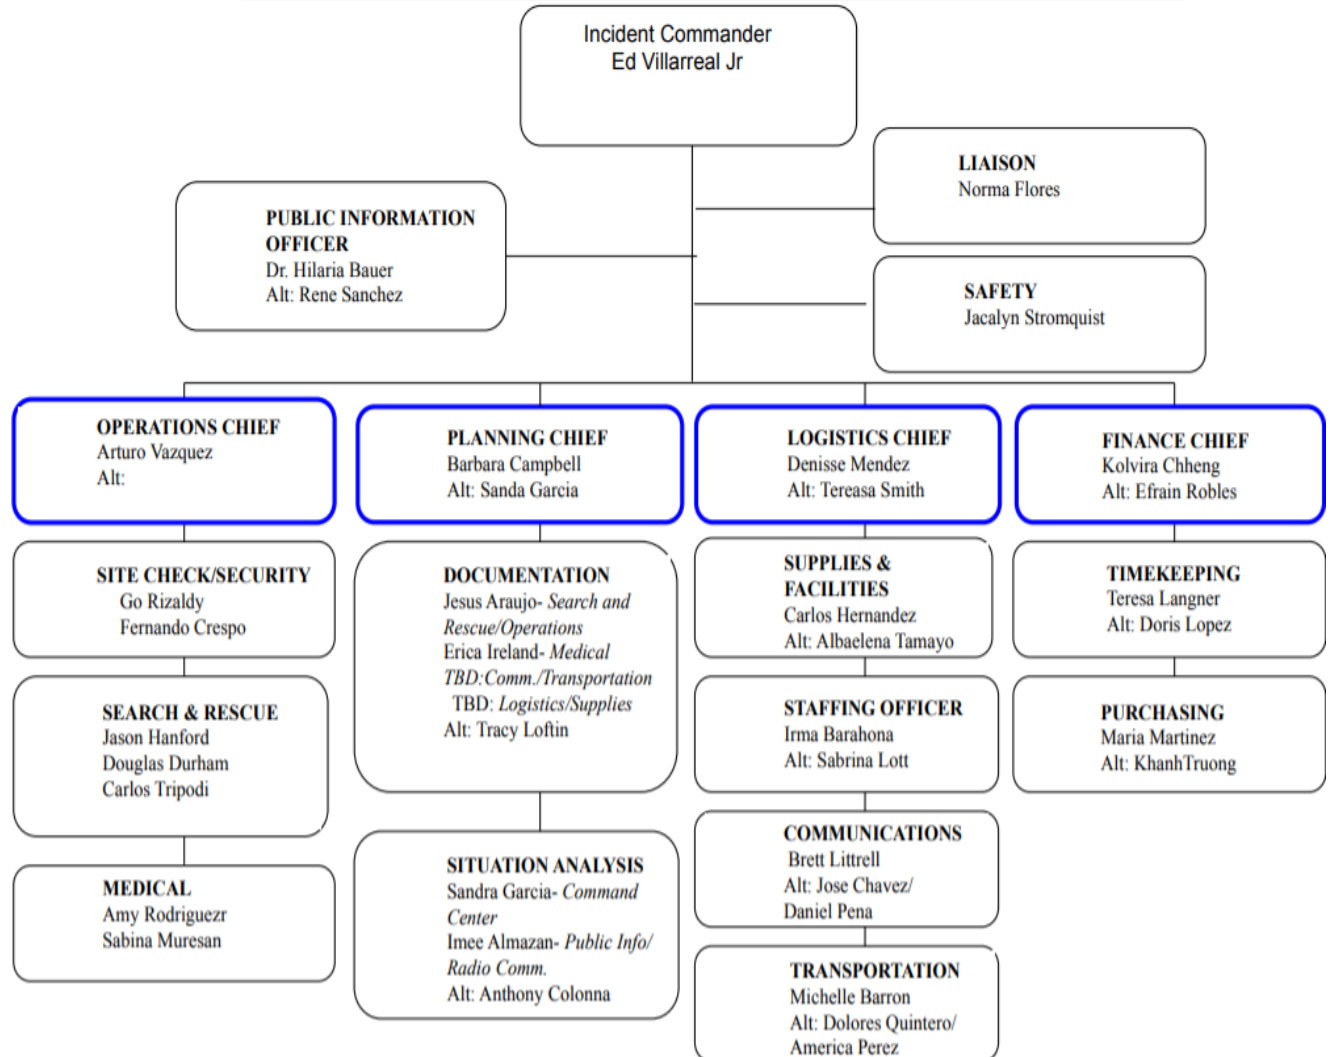 Incident Commander
Ed Villarreal Jr
LIAISON
Norma Flores
PUBLIC INFORMATION
OFFICER
Dr. Hilaria Bauer
Alt: Rene Sanchez
SAFETY
Jacalyn Stromquist
OPERATIONS CHIEF
Arturo Vazquez
Alt:
PLANNING CHIEF
Barbara Campbell
Alt: Sanda Garcia
LOGISTICS CHIEF
Denisse Mendez
Alt: Tereasa Smith
FINANCE CHIEF
Kolvira Chheng
Alt: Efrain Robles
SITE CHECK/SECURITY
Go Rizaldy
Fernando Crespo
DOCUMENTATION
Jesus Araujo- Search and
Rescue/Operations
Erica Ireland- Medical
TBD:Comm./Transportation
TBD: Logistics/Supplies
Alt: Tracy Loftin
SUPPLIES &
FACILITIES
Carlos Hernandez
Alt: Albaelena Tamayo
TIMEKEEPING
Teresa Langner
Alt: Doris Lopez
SEARCH & RESCUE
Jason Hanford
Douglas Durham
Carlos Tripodi
STAFFING OFFICER
Irma Barahona
Alt: Sabrina Lott
PURCHASING
Maria Martinez
Alt: KhanhTruong
MEDICAL
Amy Rodriguezr
Sabina Muresan
SITUATION ANALYSIS
Sandra Garcia- Command
Center
Imee Almazan- Public Info/
Radio Comm.
Alt: Anthony Colonna
COMMUNICATIONS
Brett Littrell
Alt: Jose Chavez/
Daniel Pena
TRANSPORTATION
Michelle Barron
Alt: Dolores Quintero/
America Perez